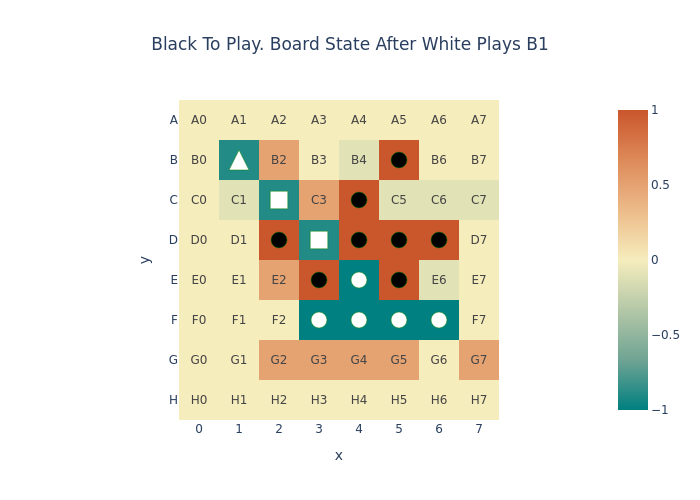 Black To Play. Board State After White Plays B1
A A0 A1 A2 A3 A4 A5 A6 A7
B B0 B2 B3 B4 B6 B7
C C0 C1 C3 C5 C6 C7
D D0 D1 D7
E E0 E1 E2 E6 E7
F F0 F1 F2 F7
G G0 G1 G2 G3 G4 G5 G6 G7
H H0 H1 H2 H3 H4 H5 H6 H7
0 1 2 3 4 5 6 7
x
y
1
0.5
0
−0.5
−1